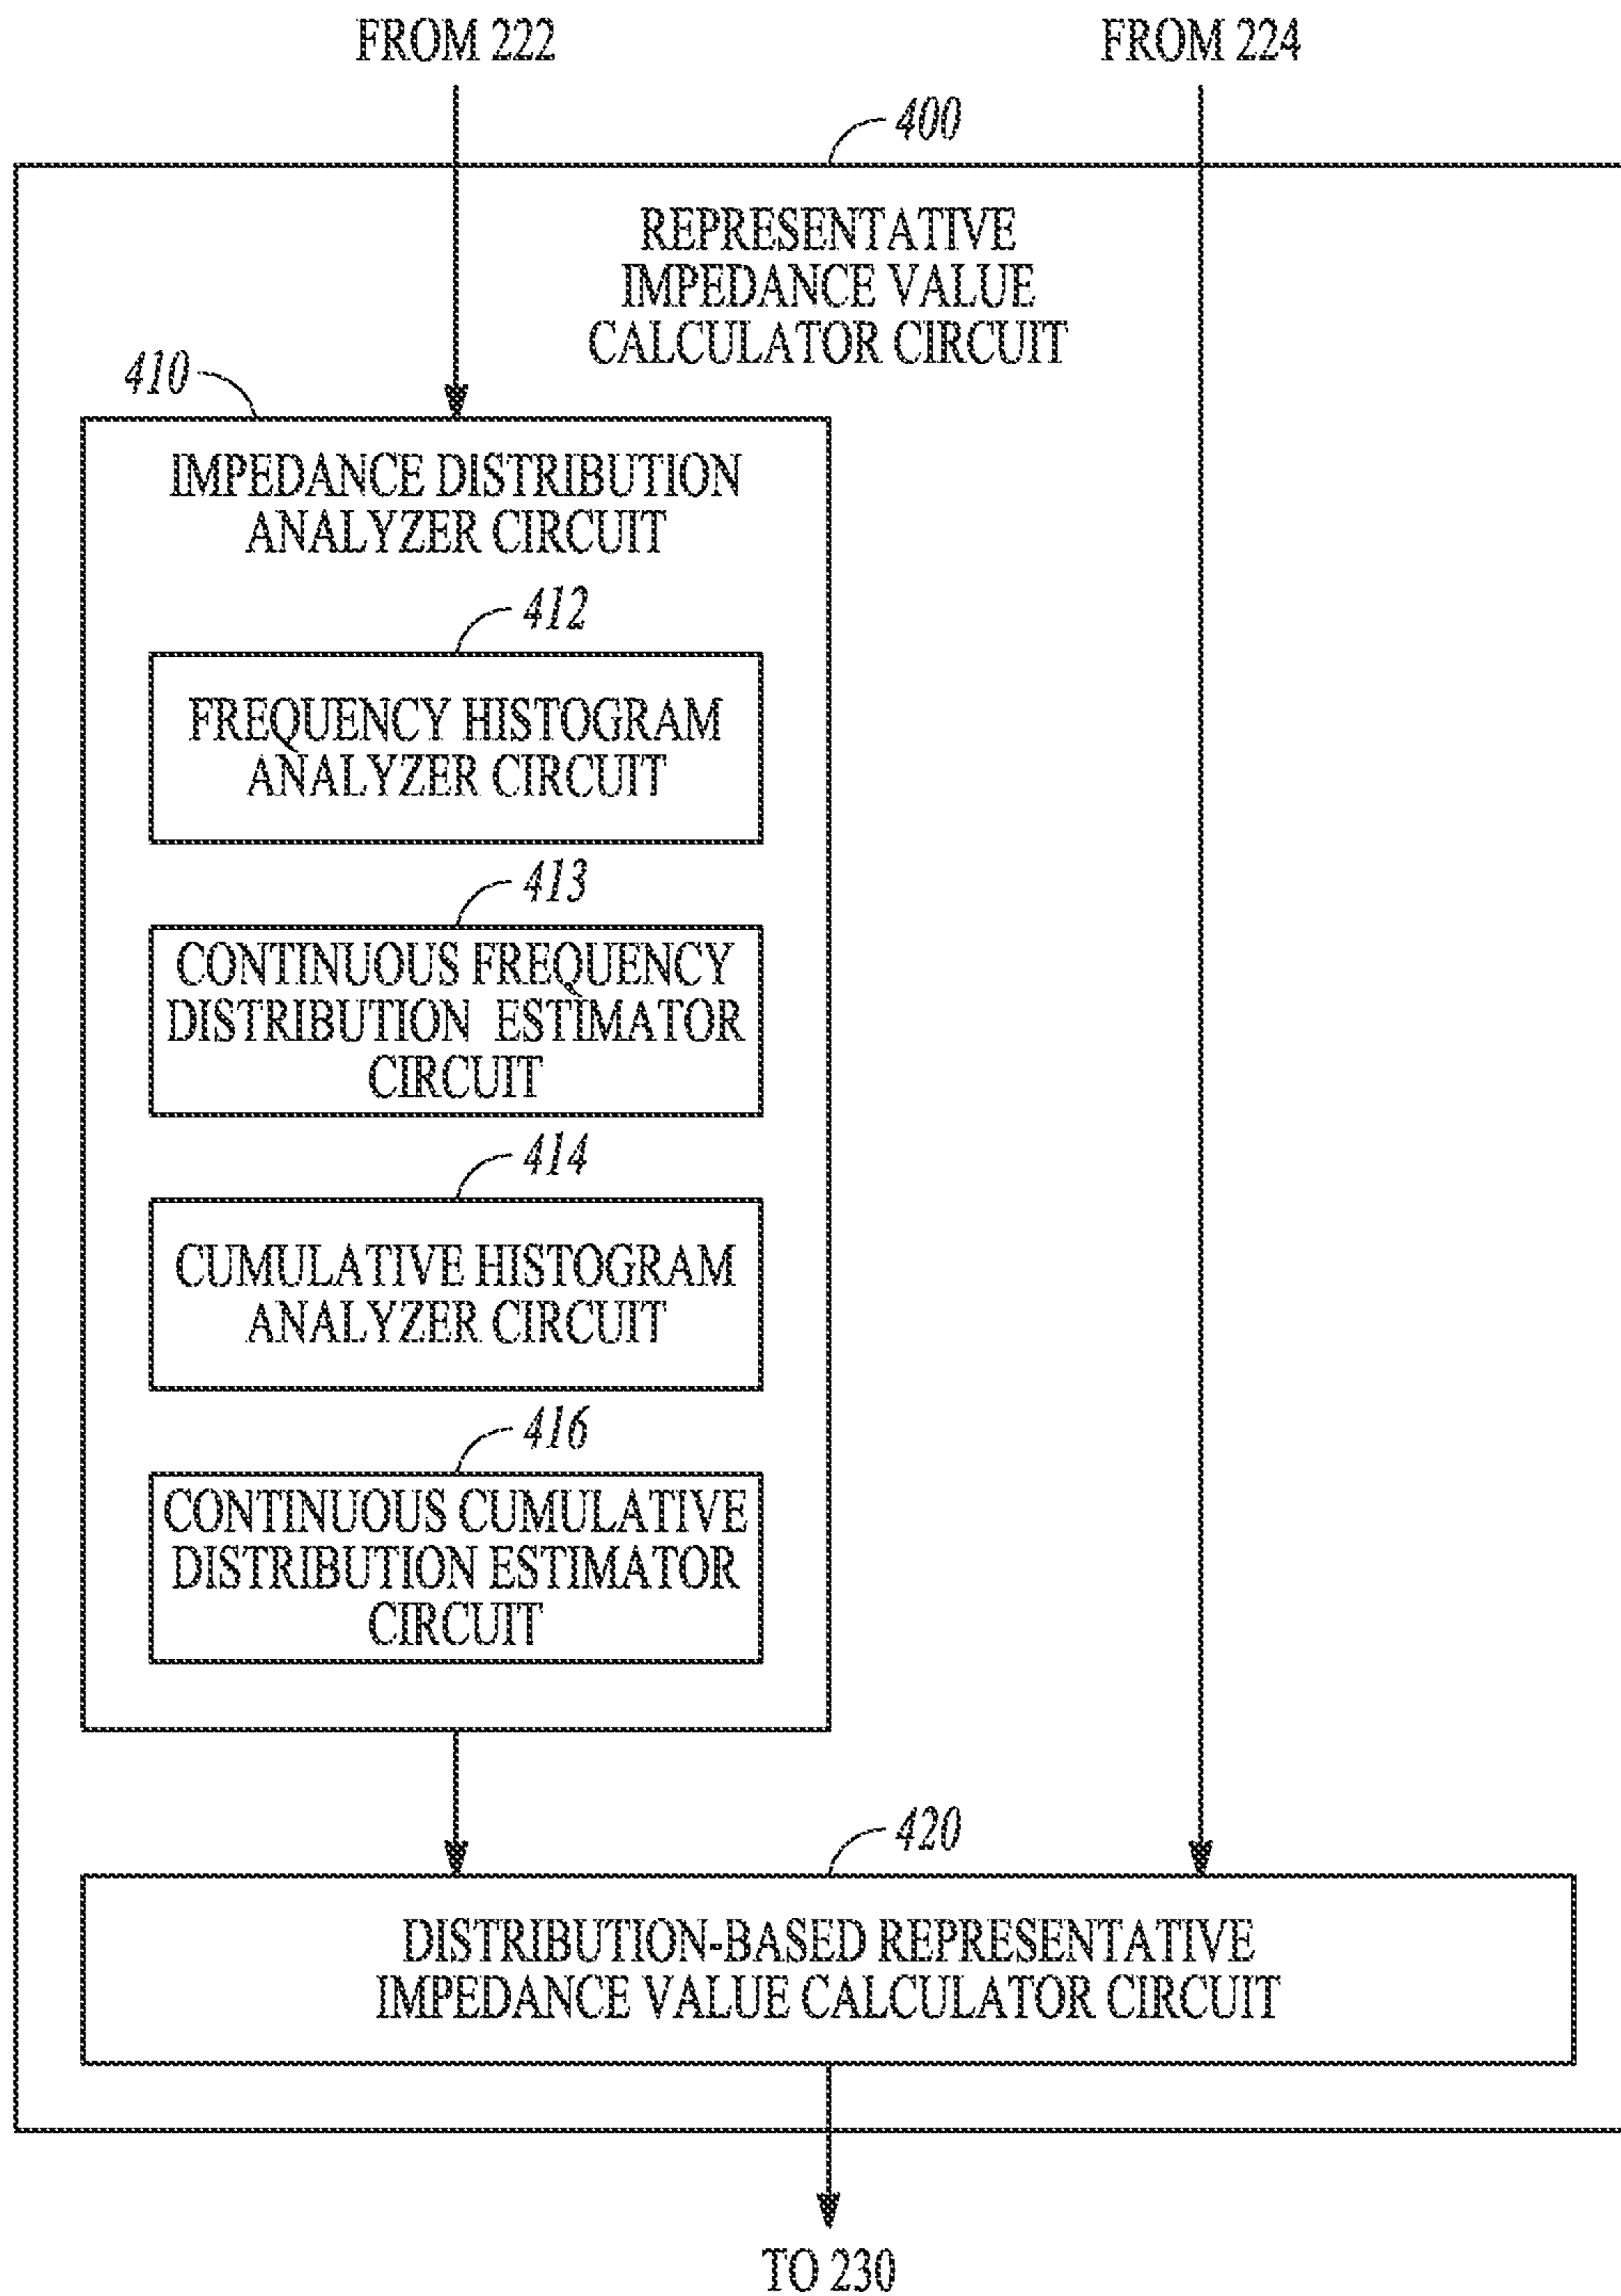 FROM 222
FROM 224
400
REPRESENTATIVE
IMPEDANCE VALUE
CALCULATOR CIRCUIT
410
IMPEDANCE DISTRIBUTION
ANALYZER CIRCUIT
412
FREQUENCY HISTOGRAM
ANALYZER CIRCUIT
413
CONTINUOUS FREQUENCY
DISTRIBUTION ESTIMATOR
CIRCUIT
414
CUMULATIVE HISTOGRAM
ANALYZER CIRCUIT
416
CONTINUOUS CUMULATIVE
DISTRIBUTION ESTIMATOR
CIRCUIT
420
DISTRIBUTION-BASED REPRESENTATIVE
IMPEDANCE VALUE CALCULATOR CIRCUIT
TO 230